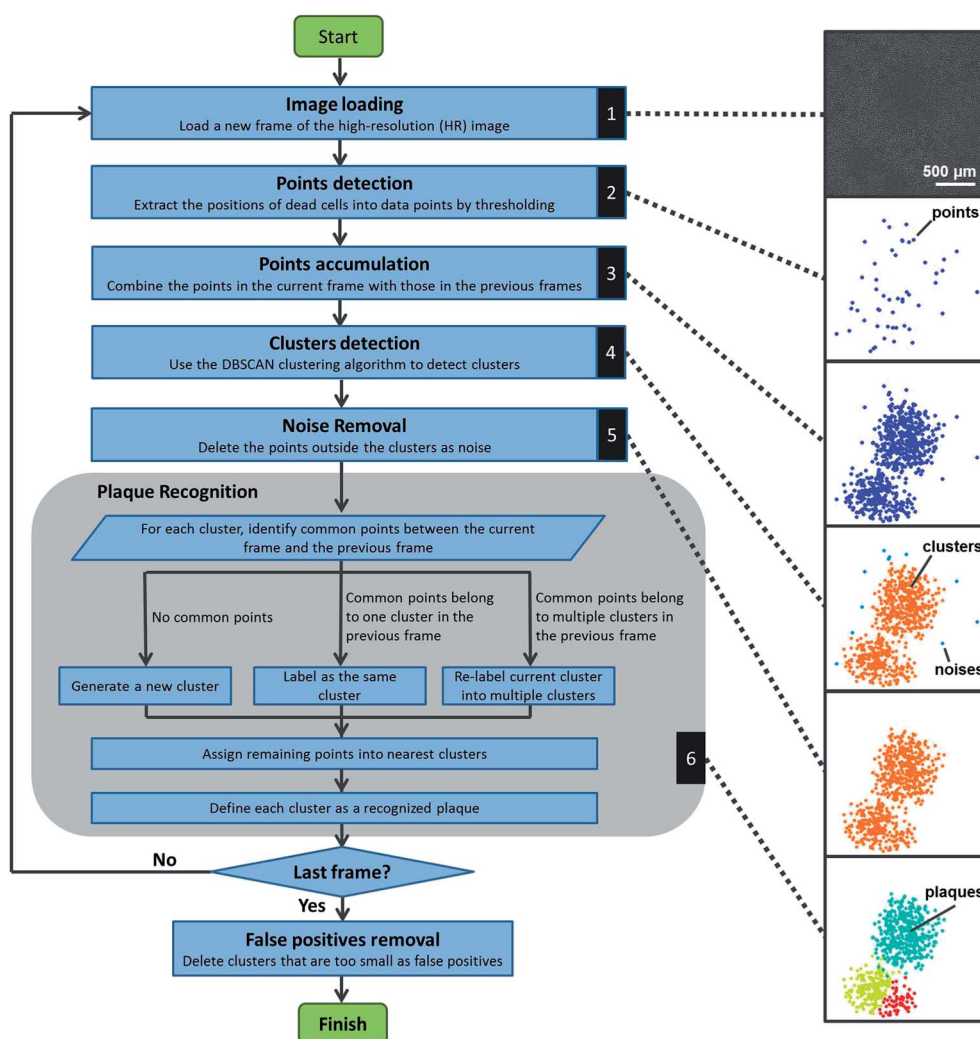 Start
Image loading
Load a new frame of the high-resolution (HR) image
1
Points detection
Extract the positions of dead cells into data points by thresholding
2
Points accumulation
Combine the points in the current frame with those in the previous frames
3
Clusters detection
Use the DBSCAN clustering algorithm to detect clusters
4
Noise Removal
Delete the points outside the clusters as noise
5
Plaque Recognition
For each cluster, identify common points between the current
frame and the previous frame
No common points
Common points belong
to one cluster in the
previous frame
Common points belong
to multiple clusters in
the previous frame
Generate a new cluster
Label as the same
cluster
Re-label current cluster
into multiple clusters
Assign remaining points into nearest clusters
6
Define each cluster as a recognized plaque
No
Last frame?
Yes
False positives removal
Delete clusters that are too small as false positives
Finish
500 µm
points
clusters
noises
plaques